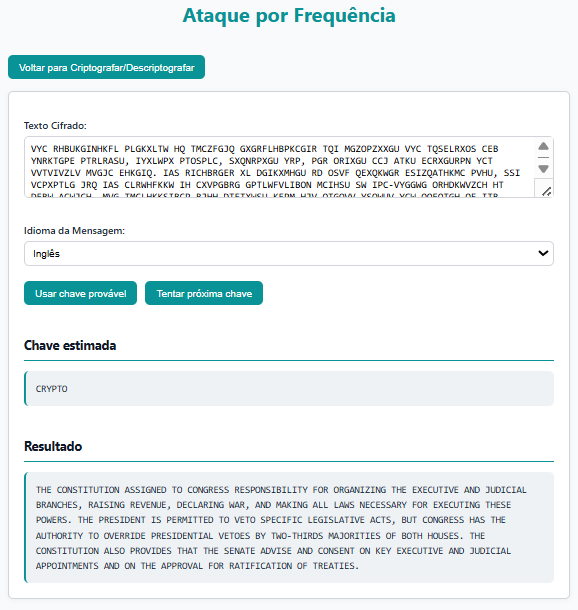 Ataque por Frequência
Voltar para Criptografar/Descriptografar
Texto Cifrado:
VYC RHBUKGINHKFL PLGKXLTW HQ TMCZFGJQ GXGRFLHBPKCGIR TQI MGZOPZXXGU VYC TQSELRXOS CEB
YNRKTGPE PTRLRASU, IYXLWPX PTOSPLC, SXQNRPXGU YRP, PGR ORIXGU CCJ ATKU ECRXGURPN YCT
VVTVIVZLV MVGJC EHKGIQ. IAS RICHBRGER XL DGIKXMHGU RD OSVF QEXQKWGR ESIZQATHKMC PVHU, SSI
VCPXPTLG JRQ IAS CLRWHFKKW IH CXVPGBRG GPTLWFVLIBON MCIHSU SW IPC-VYGGWG ORHDKWVZCH HT
Idioma da Mensagem:
Inglês
Usar chave provável
Tentar próxima chave
Chave estimada
CRYPTO
Resultado
THE CONSTITUTION ASSIGNED TO CONGRESS RESPONSIBILITY FOR ORGANIZING THE EXECUTIVE AND JUDICIAL
BRANCHES, RAISING REVENUE, DECLARING WAR, AND MAKING ALL LAWS NECESSARY FOR EXECUTING THESE
POWERS. THE PRESIDENT IS PERMITTED TO VETO SPECIFIC LEGISLATIVE ACTS, BUT CONGRESS HAS THE
AUTHORITY TO OVERRIDE PRESIDENTIAL VETOES BY TWO-THIRDS MAJORITIES OF BOTH HOUSES. THE
CONSTITUTION ALSO PROVIDES THAT THE SENATE ADVISE AND CONSENT ON KEY EXECUTIVE AND JUDICIAL
APPOINTMENTS AND ON THE APPROVAL FOR RATIFICATION OF TREATIES.